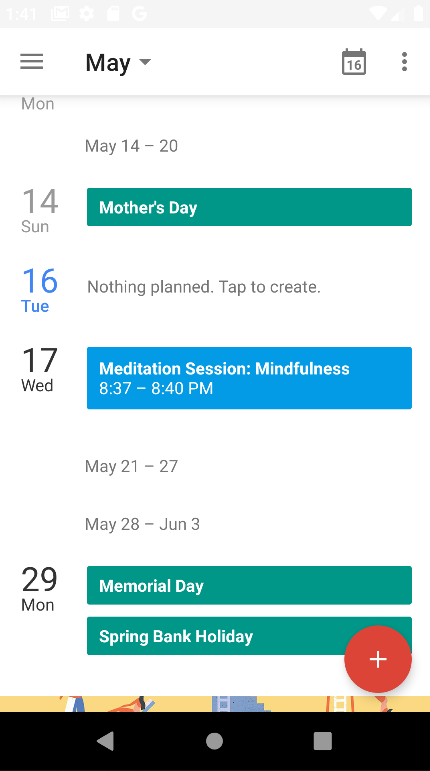 1:41
May
16
Mon
May 14 – 20
14
Sun
Mother's Day
16
Tue
Nothing planned. Tap to create.
17
Wed
Meditation Session: Mindfulness
8:37 – 8:40 PM
May 21 – 27
May 28 – Jun 3
29
Mon
Memorial Day
Spring Bank Holiday